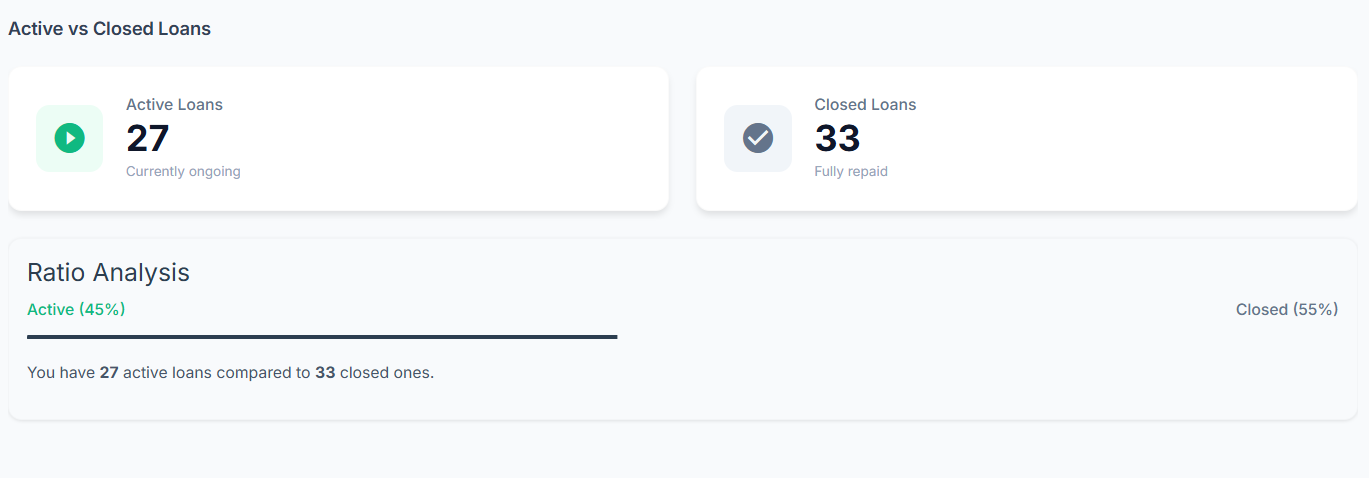 Active vs Closed Loans
Active Loans
27
Currently ongoing
Closed Loans
33
Fully repaid
Ratio Analysis
Active (45%)
Closed (55%)
You have 27 active loans compared to 33 closed ones.